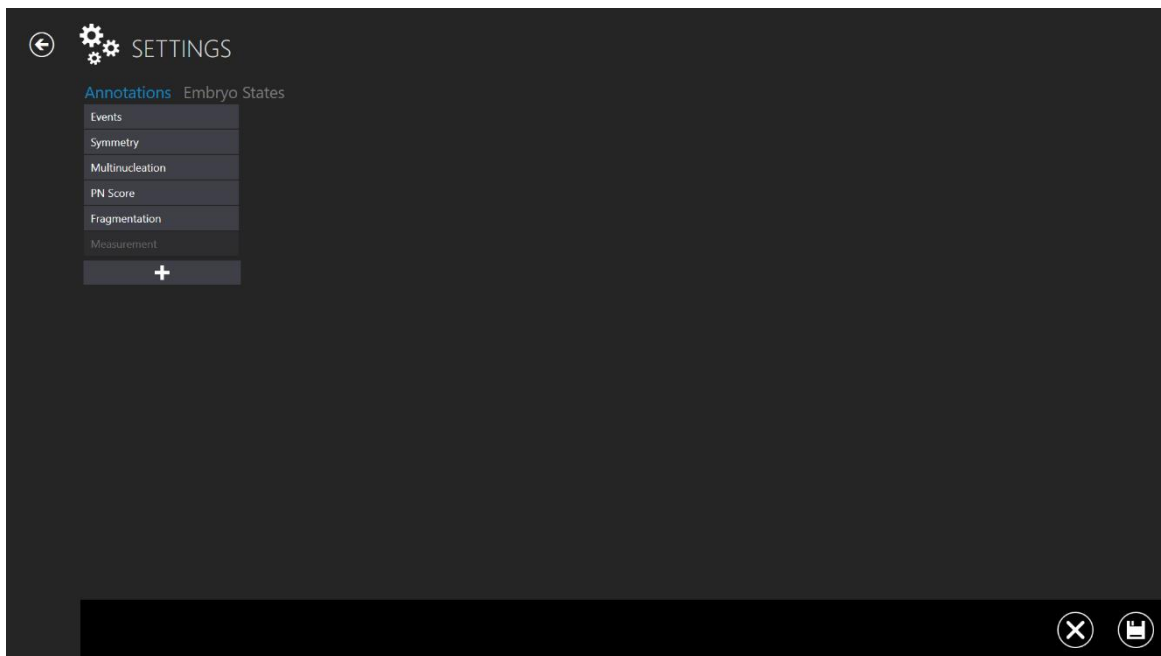 SETTINGS
Annotations Embryo States
Events
Symmetry
Multinucleation
PN Score
Fragmentation
Measurement